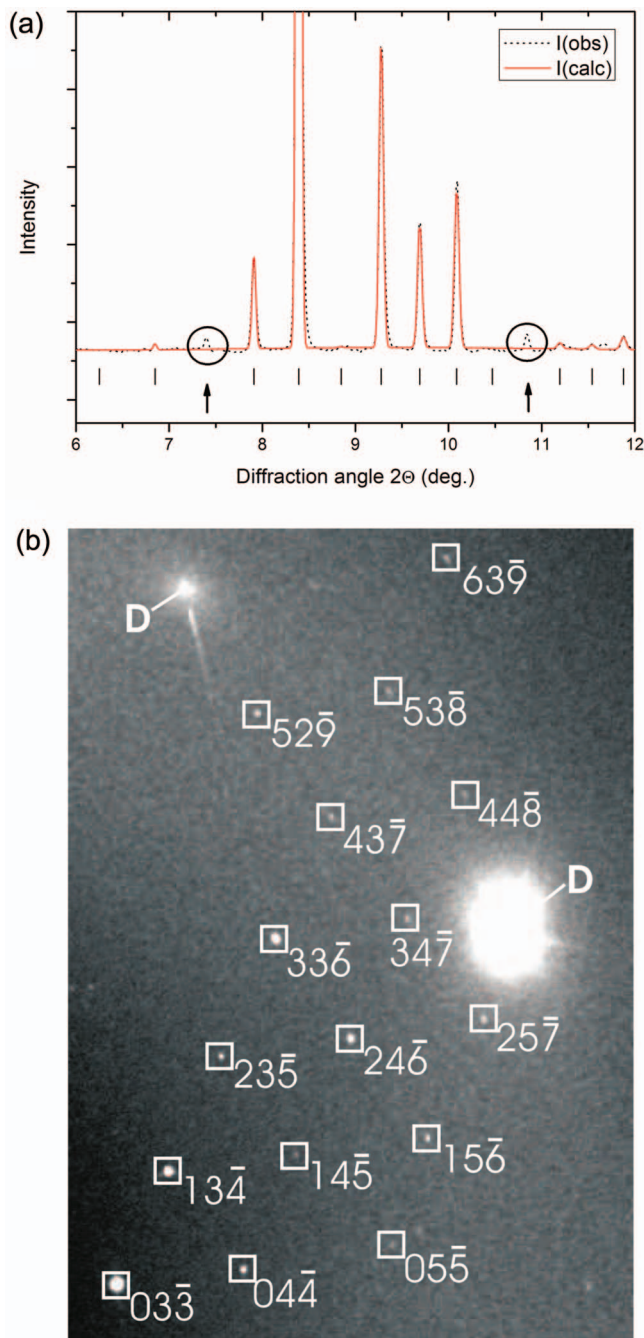 (a)
I(obs)
I(calc)
Intensity
6 7 8 9 10 11 12
Diffraction angle 2Θ (deg.)
(b)
639̅
D
538̅
529̅
448̅
437̅
D
347̅
336̅
257̅
246̅
235̅
156̅
145̅
134̅
055̅
044̅
033̅